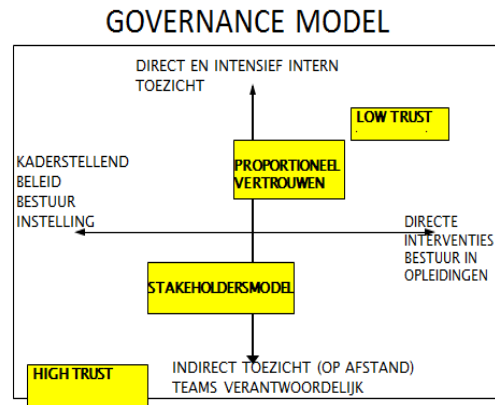 GOVERNANCE MODEL
DIRECT EN INTENSIEF INTERN
TOEZICHT
LOW TRUST
KADERSTELLEND
BELEID
BESTUUR
INSTELLING
PROPORTIONEEL
VERTROUWEN
DIRECTE
INTERVENTIES
BESTUUR IN
OPLEIDINGEN
STAKEHOLDERSMODEL
HIGH TRUST
INDIRECT TOEZICHT (OP AFSTAND)
TEAMS VERANTWOORDELIJK